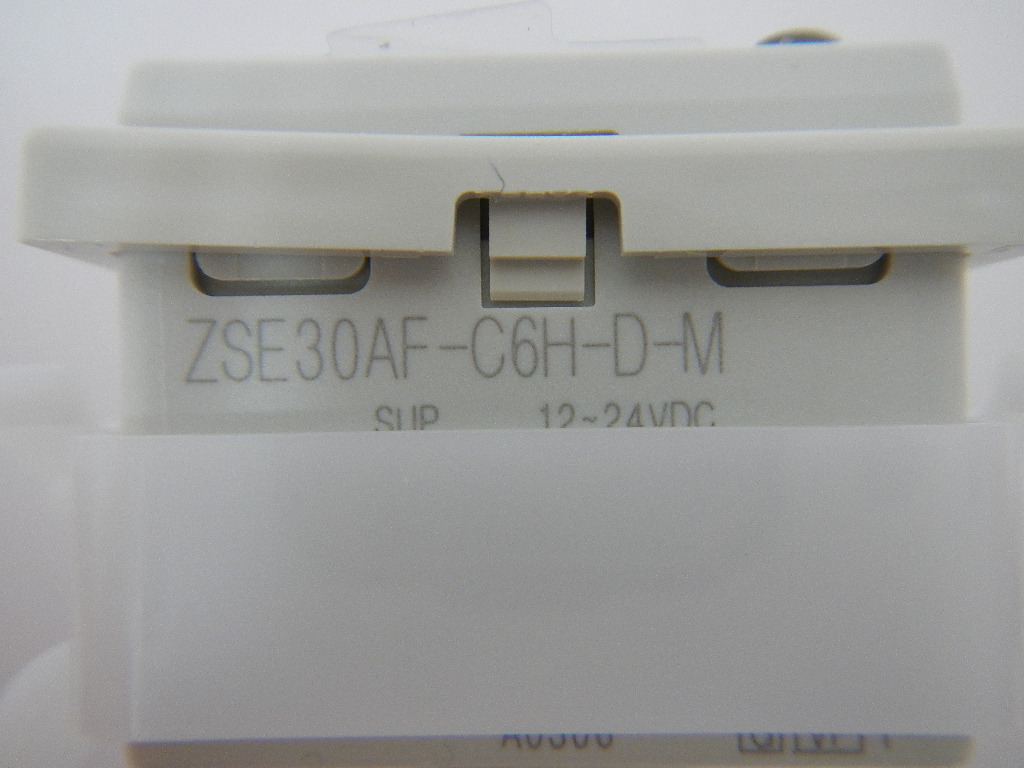 ZSE30AF-C6H-D-M
SUP 12~24VDC